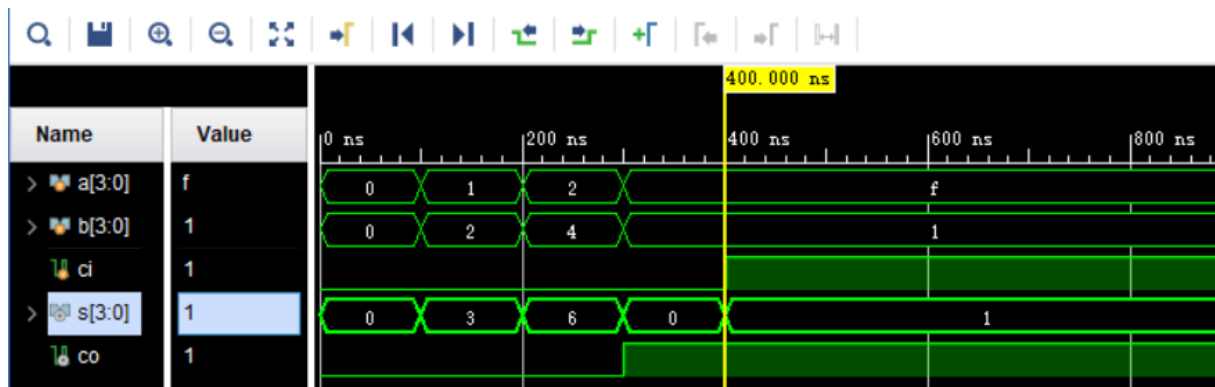 400.000 ns
Name Value 0 ns 200 ns 400 ns 600 ns 800 ns
a[3:0] f 0 1 2 f
b[3:0] 1 0 2 4 1
ci 1
s[3:0] 1 0 3 6 0 1
co 1